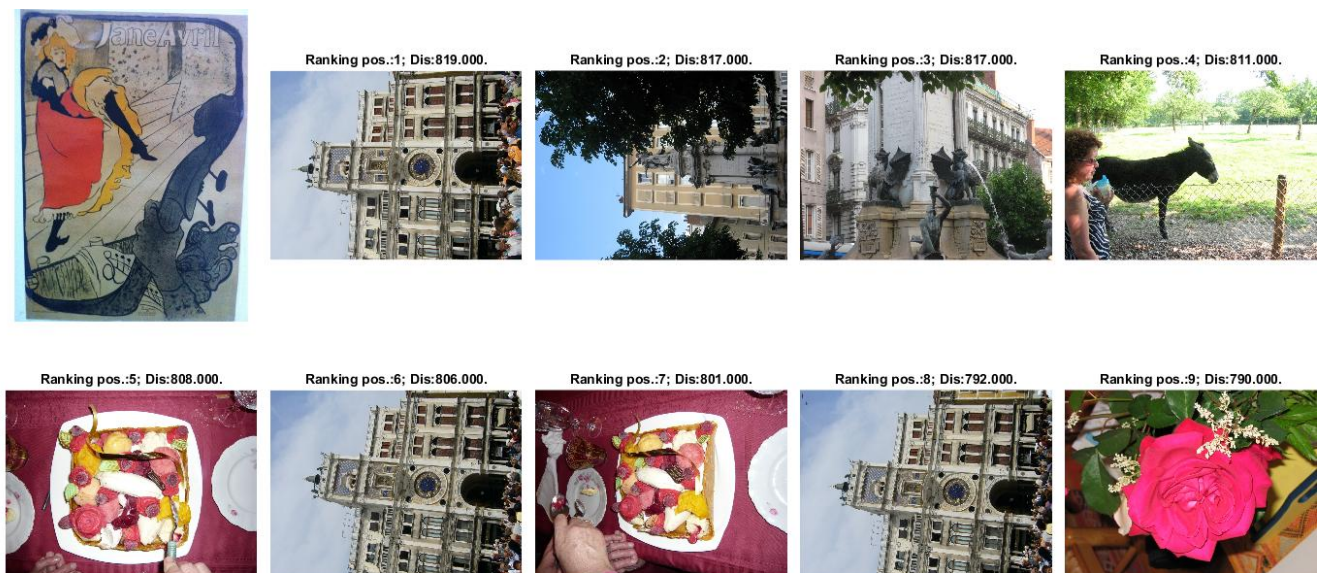 Jane Avril
Ranking pos.:1; Dis:819.000.
Ranking pos.:2; Dis:817.000.
Ranking pos.:3; Dis:817.000.
Ranking pos.:4; Dis:811.000.
Ranking pos.:5; Dis:808.000.
Ranking pos.:6; Dis:806.000.
Ranking pos.:7; Dis:801.000.
Ranking pos.:8; Dis:792.000.
Ranking pos.:9; Dis:790.000.